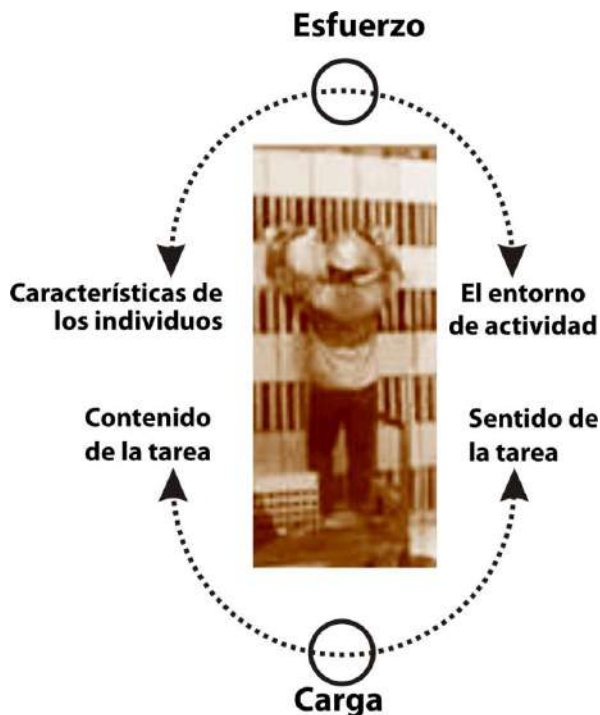 Esfuerzo
Características de
los individuos
El entorno
de actividad
Contenido
de la tarea
Sentido de
la tarea
Carga